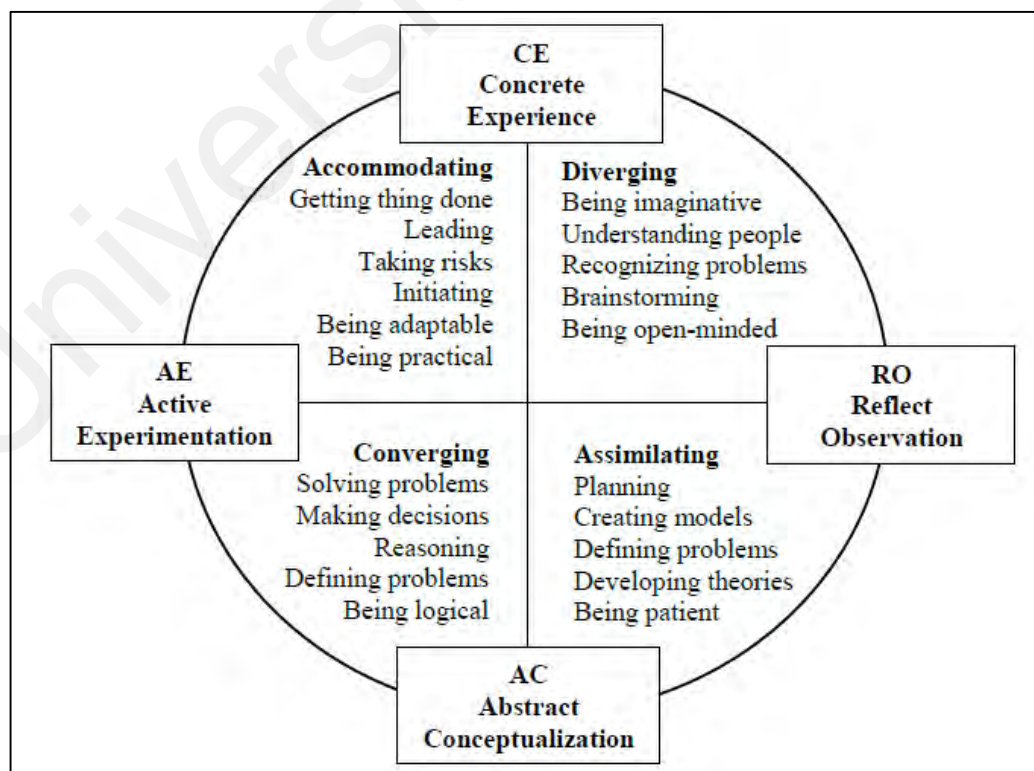 CE
Concrete
Experience
Accommodating
Getting thing done
Leading
Taking risks
Initiating
Being adaptable
Being practical
Diverging
Being imaginative
Understanding people
Recognizing problems
Brainstorming
Being open-minded
AE
Active
Experimentation
RO
Reflect
Observation
Converging
Solving problems
Making decisions
Reasoning
Defining problems
Being logical
Assimilating
Planning
Creating models
Defining problems
Developing theories
Being patient
AC
Abstract
Conceptualization
Universi